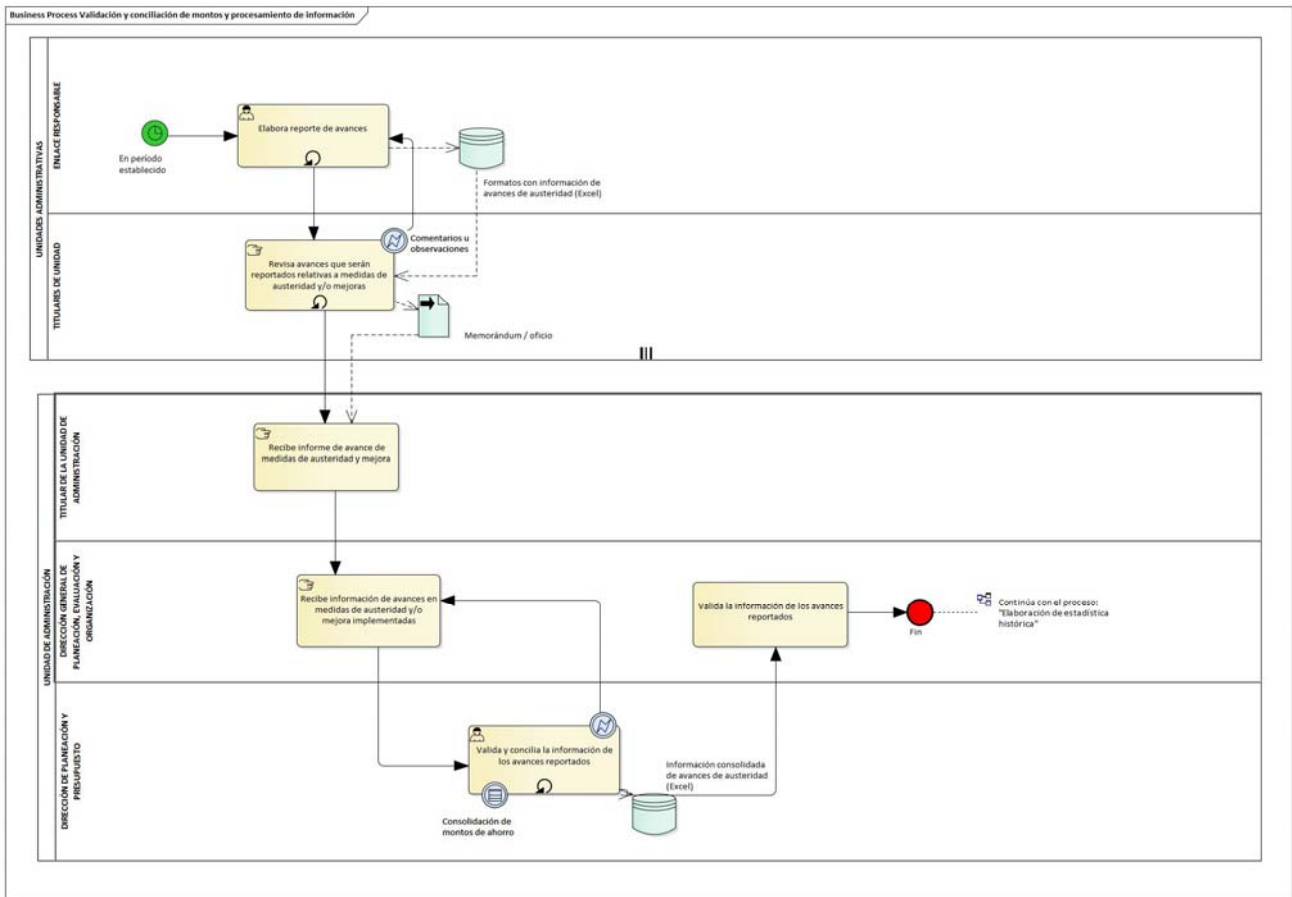 Business Process Validación y conciliación de montos y procesamiento de información
UNIDADES ADMINISTRATIVAS
ENLACE RESPONSABLE
En período
establecido
Elabora reporte de avances
Formatos con información de
avances de austeridad (Excel)
TITULARES DE UNIDAD
Comentarios u
observaciones
Revisa avances que serán
reportados relativas a medidas de
austeridad y/o mejoras
Memorándum / oficio
UNIDAD DE ADMINISTRACIÓN
TITULAR DE LA UNIDAD DE
ADMINISTRACIÓN
Recibe informe de avance de
medidas de austeridad y mejora
DIRECCIÓN GENERAL DE
PLANEACIÓN, EVALUACIÓN Y
ORGANIZACIÓN
Recibe información de avances en
medidas de austeridad y/o
mejora implementadas
Valida la información de los avances
reportados
Fin
Continúa con el proceso:
"Elaboración de estadística
histórica"
DIRECCIÓN DE PLANEACIÓN Y
PRESUPUESTO
Valida y concilia la información de
los avances reportados
Consolidación de
montos de ahorro
Información consolidada
de avances de austeridad
(Excel)